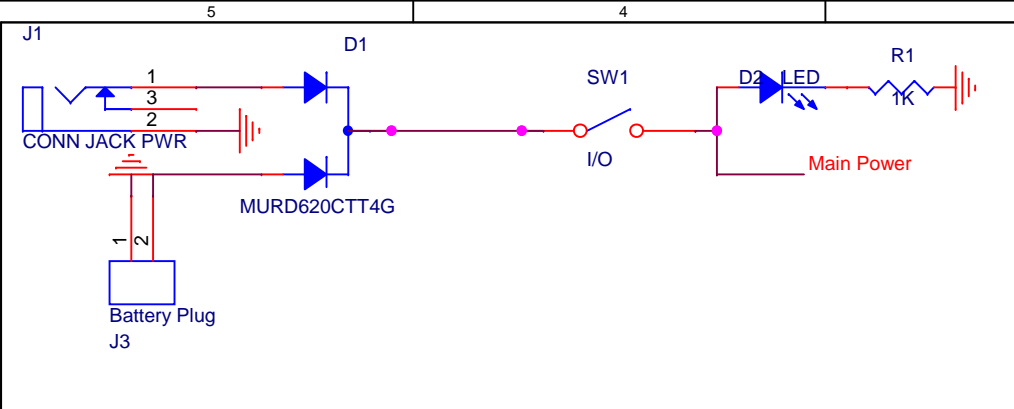 5
4
J1
D1
R1
SW1
D2
LED
1
3
2
1K
CONN JACK PWR
I/O
Main Power
MURD620CTT4G
1
2
Battery Plug
J3